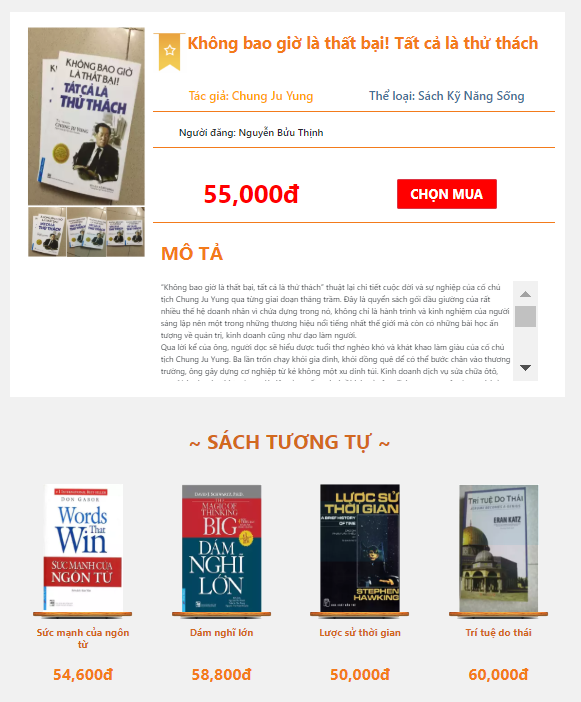 Không bao giờ là thất bại! Tất cả là thử thách
KHÔNG BAO GIỜ
LÀ THẤT BẠI!
TẤT CẢ LÀ
THỬ THÁCH
CHUNG JU YUNG
Tác giả: Chung Ju Yung
Thể loại: Sách Kỹ Năng Sống
Người đăng: Nguyễn Bửu Thịnh
55,000đ
CHỌN MUA
MÔ TẢ
"Không bao giờ là thất bại, tất cả là thử thách" thuật lại chi tiết cuộc đời và sự nghiệp của cố chủ
tịch Chung Ju Yung qua từng giai đoạn thăng trầm. Đây là quyển sách gối đầu giường của rất
nhiều thế hệ doanh nhân vì chứa đựng trong nó, không chỉ là hành trình và kinh nghiệm của người
sáng lập nên một trong những thương hiệu nổi tiếng nhất thế giới mà còn có những bài học ấn
tượng về quản trị, kinh doanh cũng như đạo làm người.
Qua lời kể của ông, người đọc sẽ hiểu được tuổi thơ nghèo khó và khát khao làm giàu của cố chủ
tịch Chung Ju Yung. Ba lần trốn chạy khỏi gia đình, khỏi đồng quê để có thể bước chân vào thương
trường, ông gây dựng cơ nghiệp từ kẻ không một xu dính túi. Kinh doanh dịch vụ sửa chữa ôtô,
~ SÁCH TƯƠNG TỰ ~
#1 INTERNATIONAL BESTSELLER
DON GABOR
Words
That
Win
SỨC MẠNH CỦA
NGÔN TỪ
THE
MAGIC OF
THINKING
BIG
DÁM
NGHĨ
LỚN
LƯỢC SỬ
THỜI GIAN
A BRIEF HISTORY
OF TIME
STEPHEN
HAWKING
TRÍ TUỆ DO THÁI
ERAN KATZ
Sức mạnh của ngôn
từ
Dám nghĩ lớn
Lược sử thời gian
Trí tuệ do thái
54,600đ
58,800đ
50,000đ
60,000đ